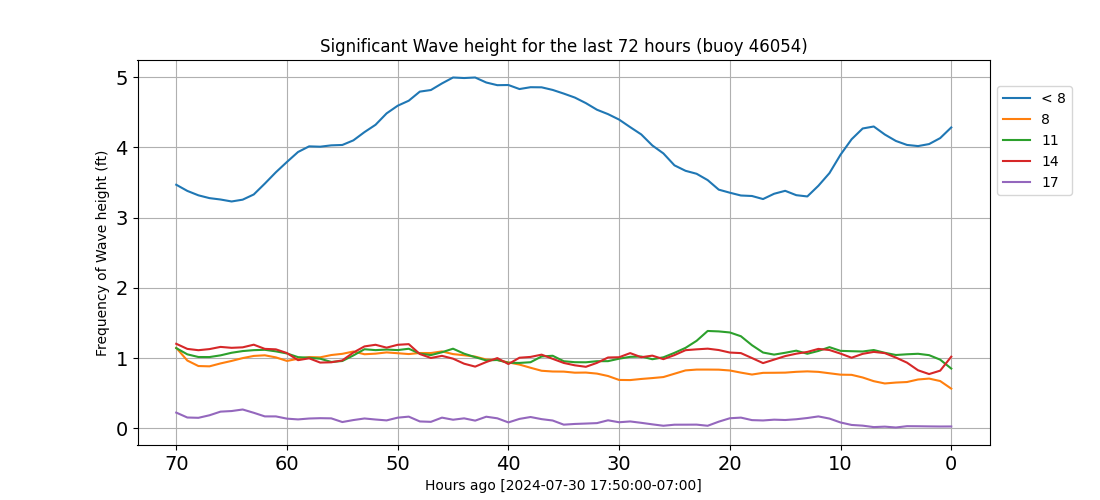 Significant Wave height for the last 72 hours (buoy 46054)
Frequency of Wave height (ft)
5
4
3
2
1
0
70 60 50 40 30 20 10 0
Hours ago [2024-07-30 17:50:00-07:00]
< 8
8
11
14
17